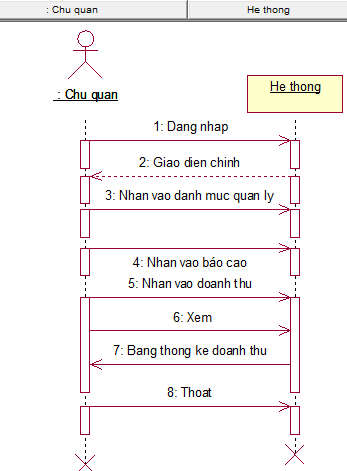 : Chu quan
He thong
: Chu quan
He thong
1: Dang nhap
2: Giao dien chinh
3: Nhan vao danh muc quan ly
4: Nhan vao báo cao
5: Nhan vao doanh thu
6: Xem
7: Bang thong ke doanh thu
8: Thoat